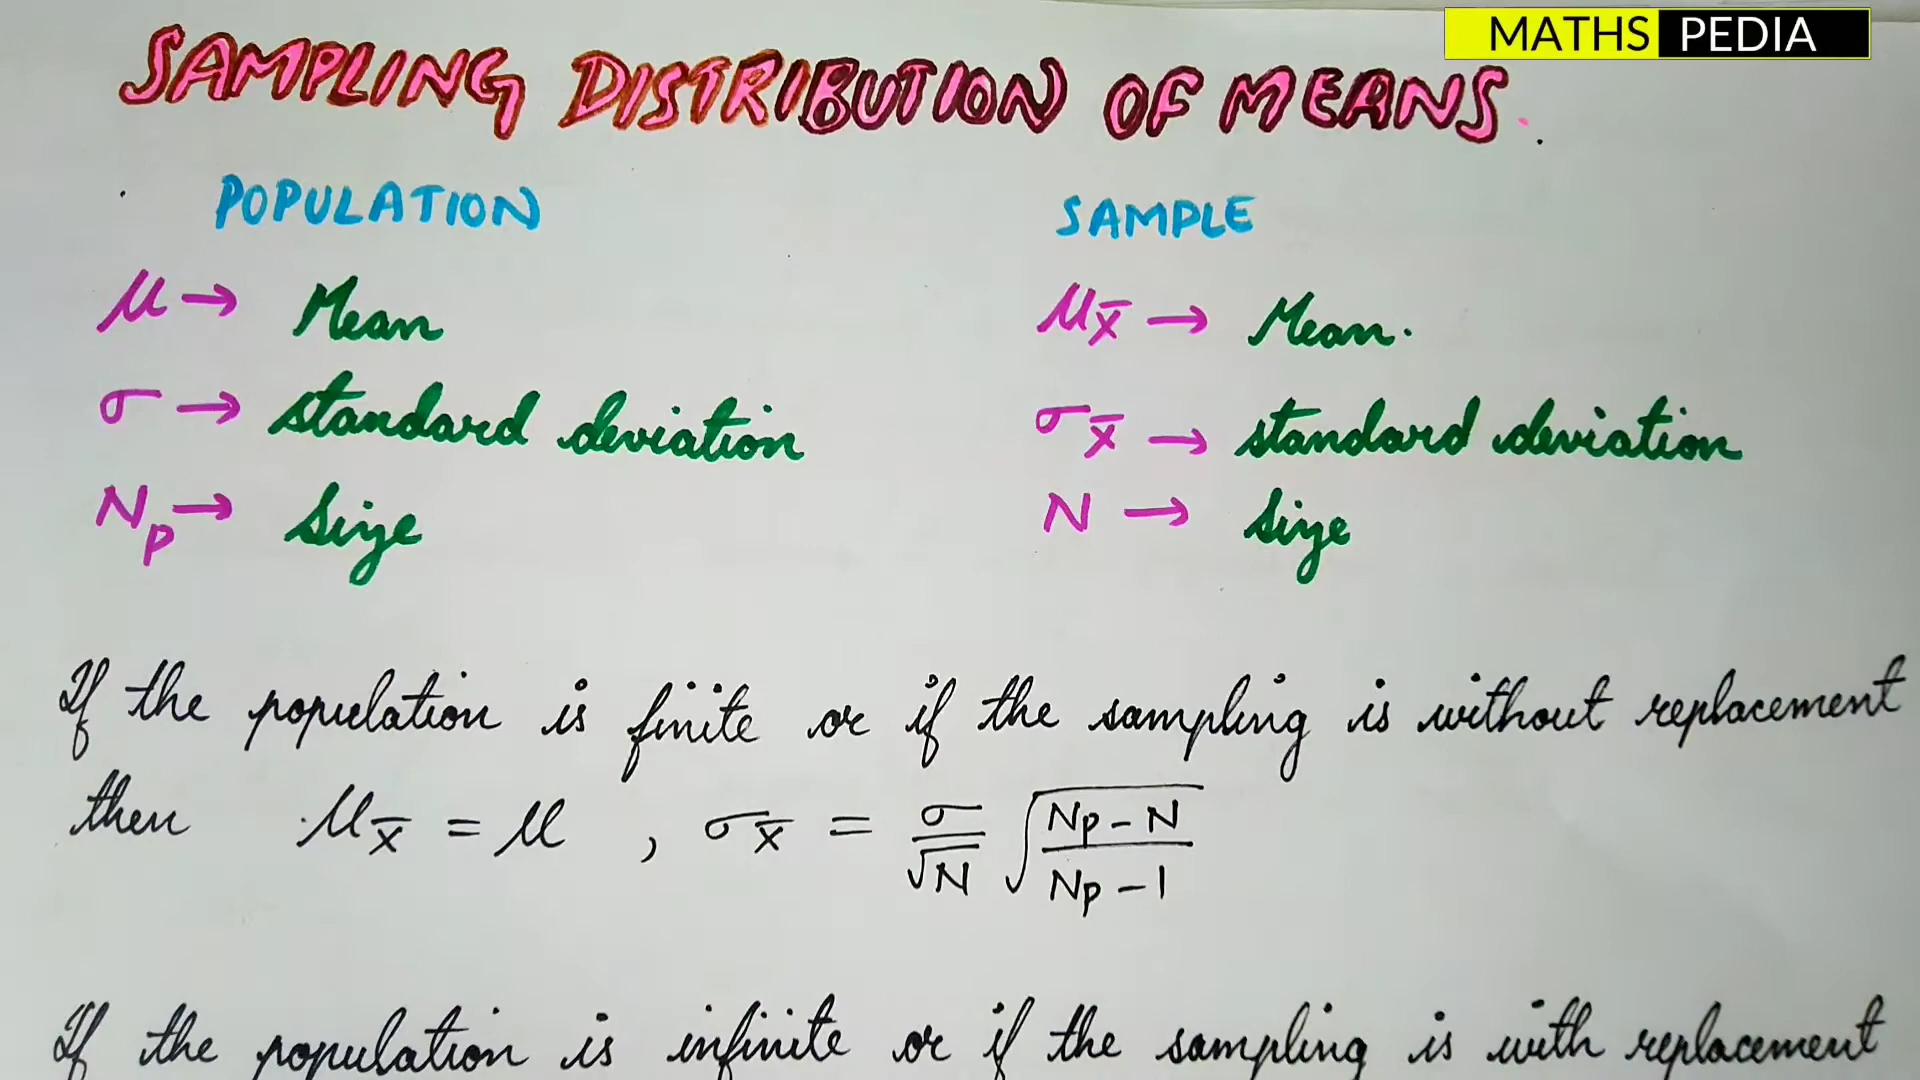 MATHS PEDIA
SAMPLING DISTRIBUTION OF MEANS.
POPULATION
μ → Mean
σ → standard deviation
Np → Size
SAMPLE
μx̄ → Mean.
σx̄ → standard deviation
N → Size
If the population is finite or if the sampling is without replacement
then μx̄ = μ , σx̄ = σ/√N √((Np - N)/(Np - 1))
If the population is infinite or if the sampling is with replacement